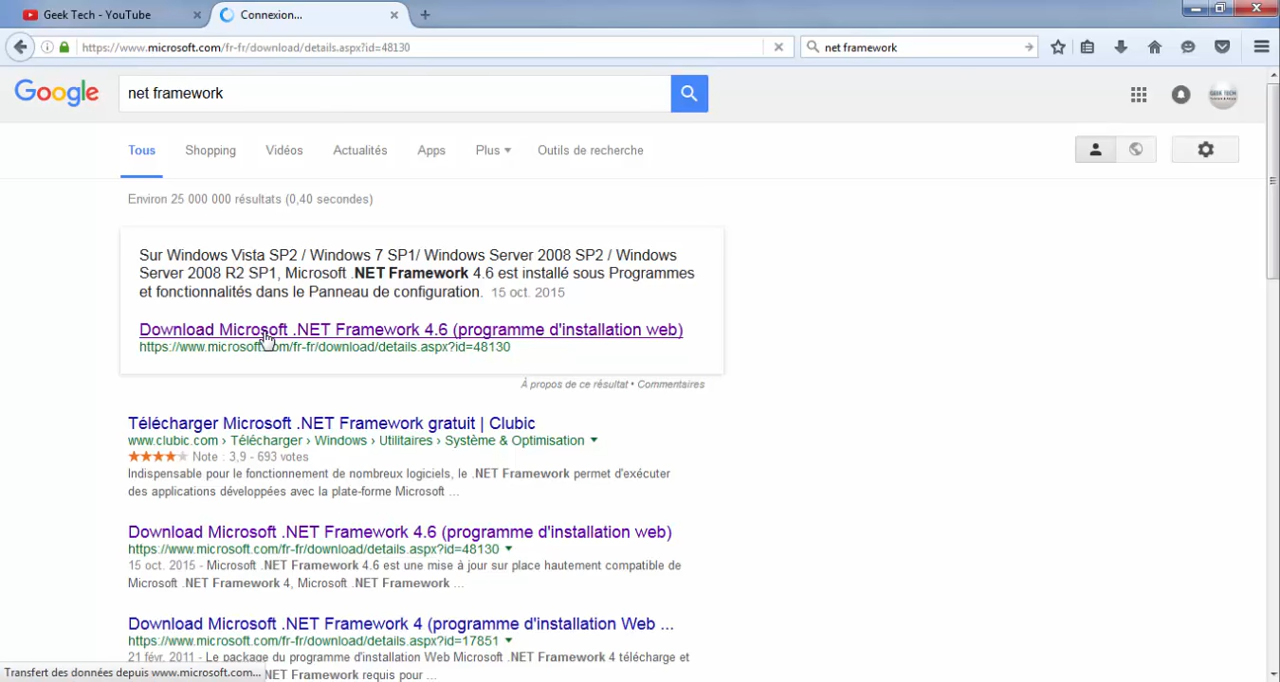 Geek Tech - YouTube
Connexion...
https://www.microsoft.com/fr-fr/download/details.aspx?id=48130
net framework
Google
net framework
Tous
Shopping
Vidéos
Actualités
Apps
Plus
Outils de recherche
Environ 25 000 000 résultats (0,40 secondes)
Sur Windows Vista SP2 / Windows 7 SP1/ Windows Server 2008 SP2 / Windows
Server 2008 R2 SP1, Microsoft .NET Framework 4.6 est installé sous Programmes
et fonctionnalités dans le Panneau de configuration. 15 oct. 2015
Download Microsoft .NET Framework 4.6 (programme d'installation web)
https://www.microsoft.com/fr-fr/download/details.aspx?id=48130
À propos de ce résultat • Commentaires
Télécharger Microsoft .NET Framework gratuit | Clubic
www.clubic.com › Télécharger › Windows › Utilitaires › Système & Optimisation
Note : 3,9 - 693 votes
Indispensable pour le fonctionnement de nombreux logiciels, le .NET Framework permet d'exécuter
des applications développées avec la plate-forme Microsoft ...
Download Microsoft .NET Framework 4.6 (programme d'installation web)
https://www.microsoft.com/fr-fr/download/details.aspx?id=48130
15 oct. 2015 - Microsoft .NET Framework 4.6 est une mise à jour sur place hautement compatible de
Microsoft .NET Framework 4, Microsoft .NET Framework ...
Download Microsoft .NET Framework 4 (programme d'installation Web ...
https://www.microsoft.com/fr-fr/download/details.aspx?id=17851
21 févr. 2011 - Le package du programme d'installation Web Microsoft .NET Framework 4 télécharge et
Transfert des données depuis www.microsoft.com...
NET Framework requis pour ...